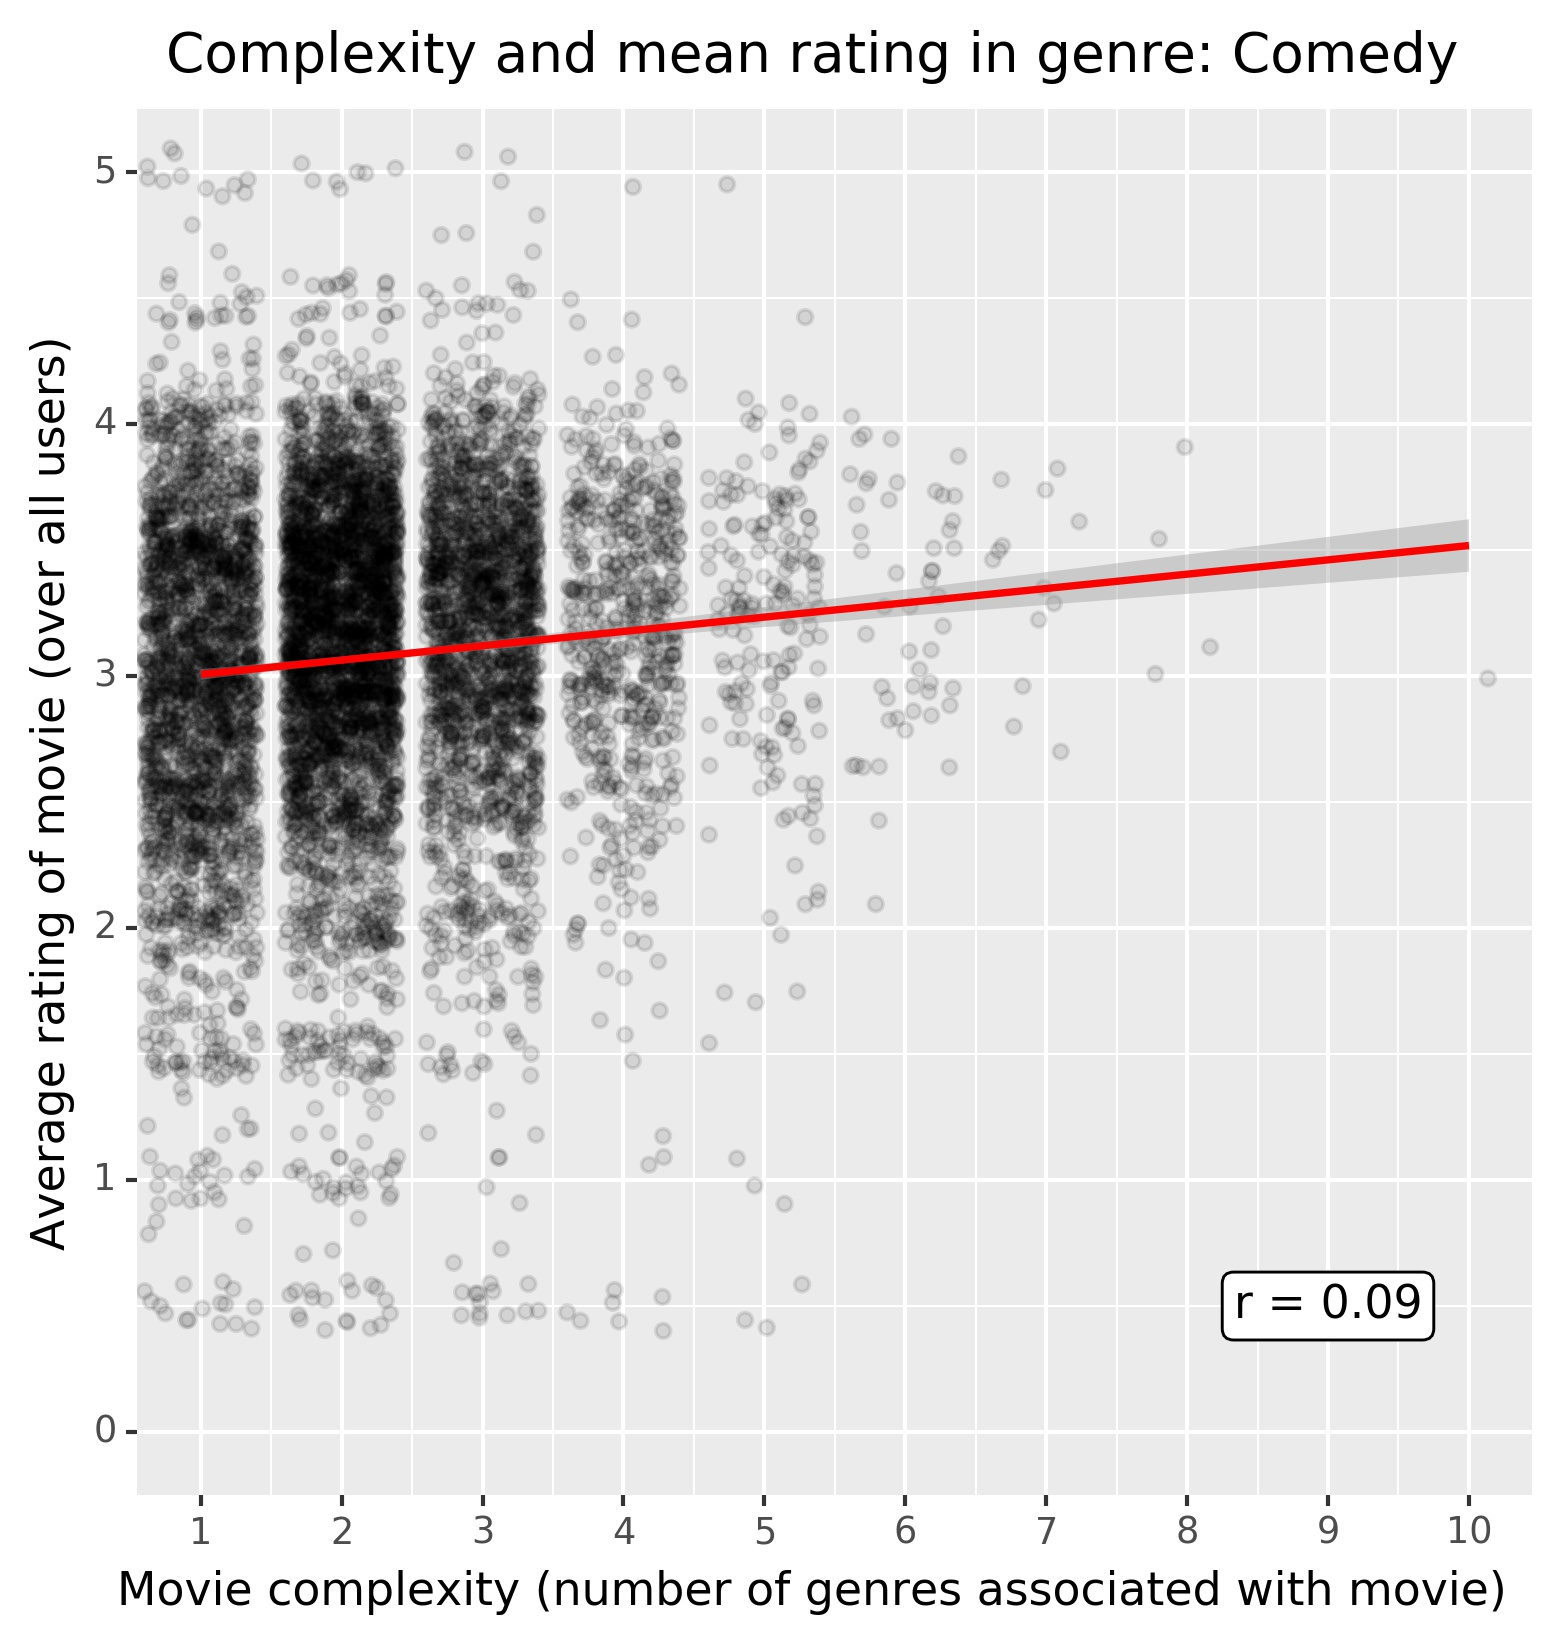 Complexity and mean rating in genre: Comedy
Average rating of movie (over all users)
5
4
3
2
1
0
r = 0.09
1 2 3 4 5 6 7 8 9 10
Movie complexity (number of genres associated with movie)